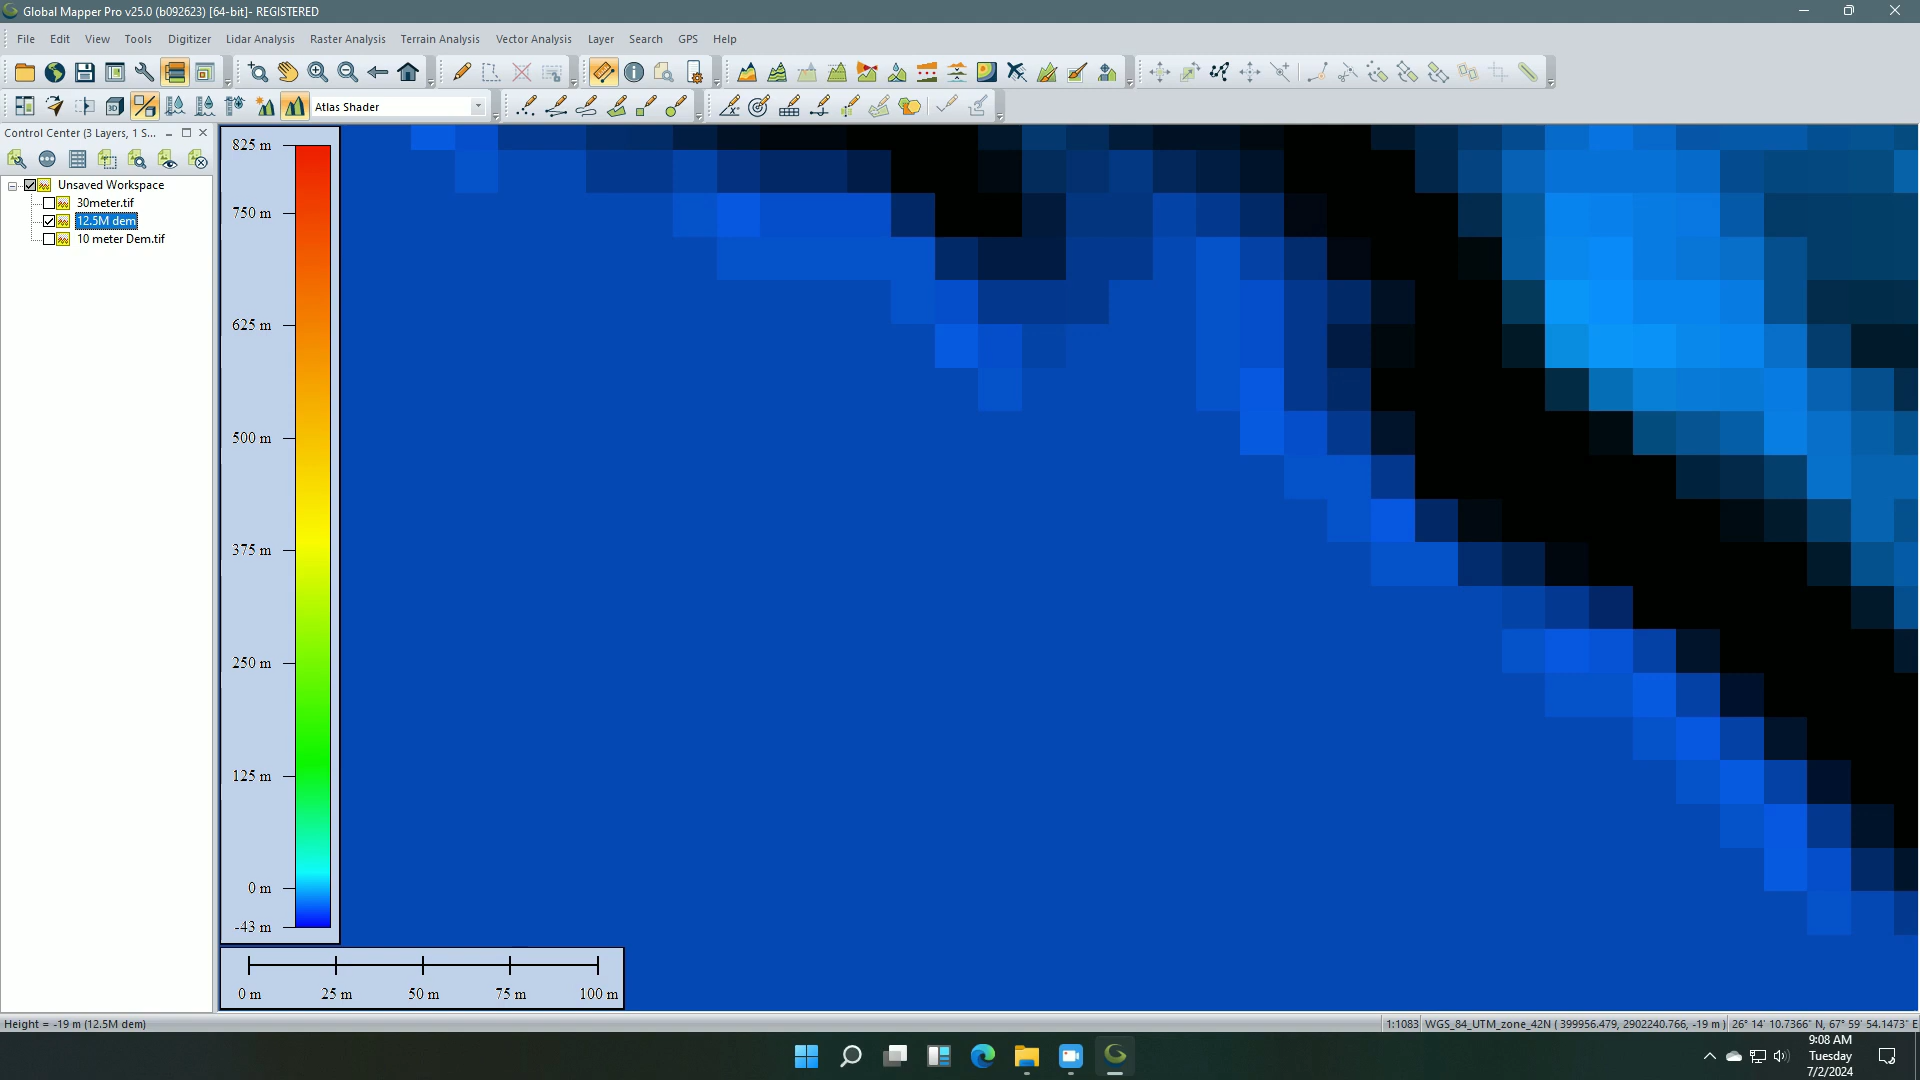 Global Mapper Pro v25.0 (b092623) [64-bit]- REGISTERED
File Edit View Tools Digitizer Lidar Analysis Raster Analysis Terrain Analysis Vector Analysis Layer Search GPS Help
3D Atlas Shader
Control Center (3 Layers, 1 S...
Unsaved Workspace
30meter.tif
12.5M dem
10 meter Dem.tif
825 m
750 m
625 m
500 m
375 m
250 m
125 m
0 m
-43 m
0 m 25 m 50 m 75 m 100 m
Height = -19 m (12.5M dem) 1:1083 WGS_84_UTM_zone_42N ( 399956.479, 2902240.766, -19 m ) 26° 14' 10.7366" N, 67° 59' 54.1473" E
9:08 AM
Tuesday
7/2/2024